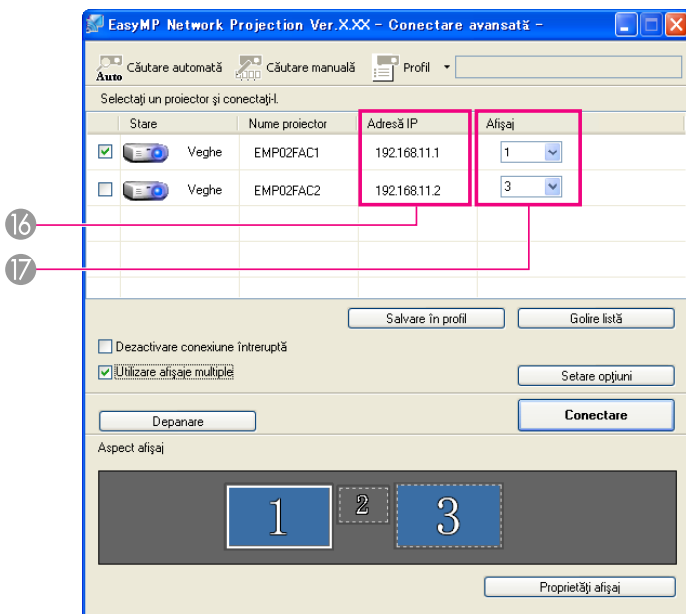 EasyMP Network Projection Ver.X.XX - Conectare avansată -
Auto Căutare automată Căutare manuală Profil
Selectaţi un proiector şi conectaţi-l.
Stare Nume proiector Adresă IP Afişaj
Veghe EMP02FAC1 192.168.11.1 1
Veghe EMP02FAC2 192.168.11.2 3
16
17
Salvare în profil Golire listă
Dezactivare conexiune întreruptă
Utilizare afişaje multiple
Setare opţiuni
Depanare Conectare
Aspect afişaj
1 2 3
Proprietăţi afişaj